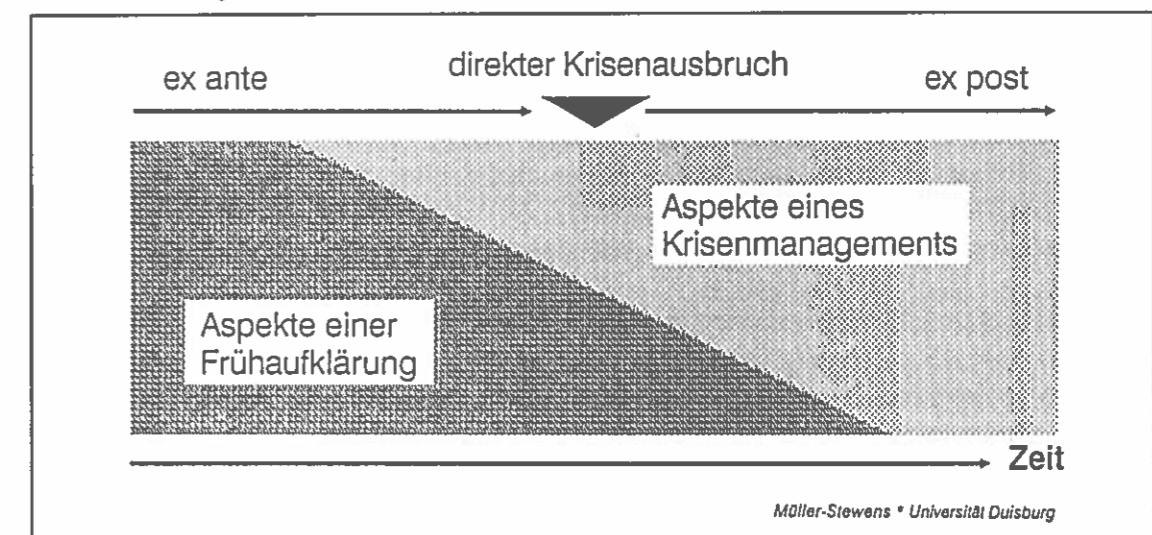 ex ante
direkter Krisenausbruch
ex post
Aspekte eines
Krisenmanagements
Aspekte einer
Frühaufklärung
Zeit
Müller-Stewens * Universität Duisburg